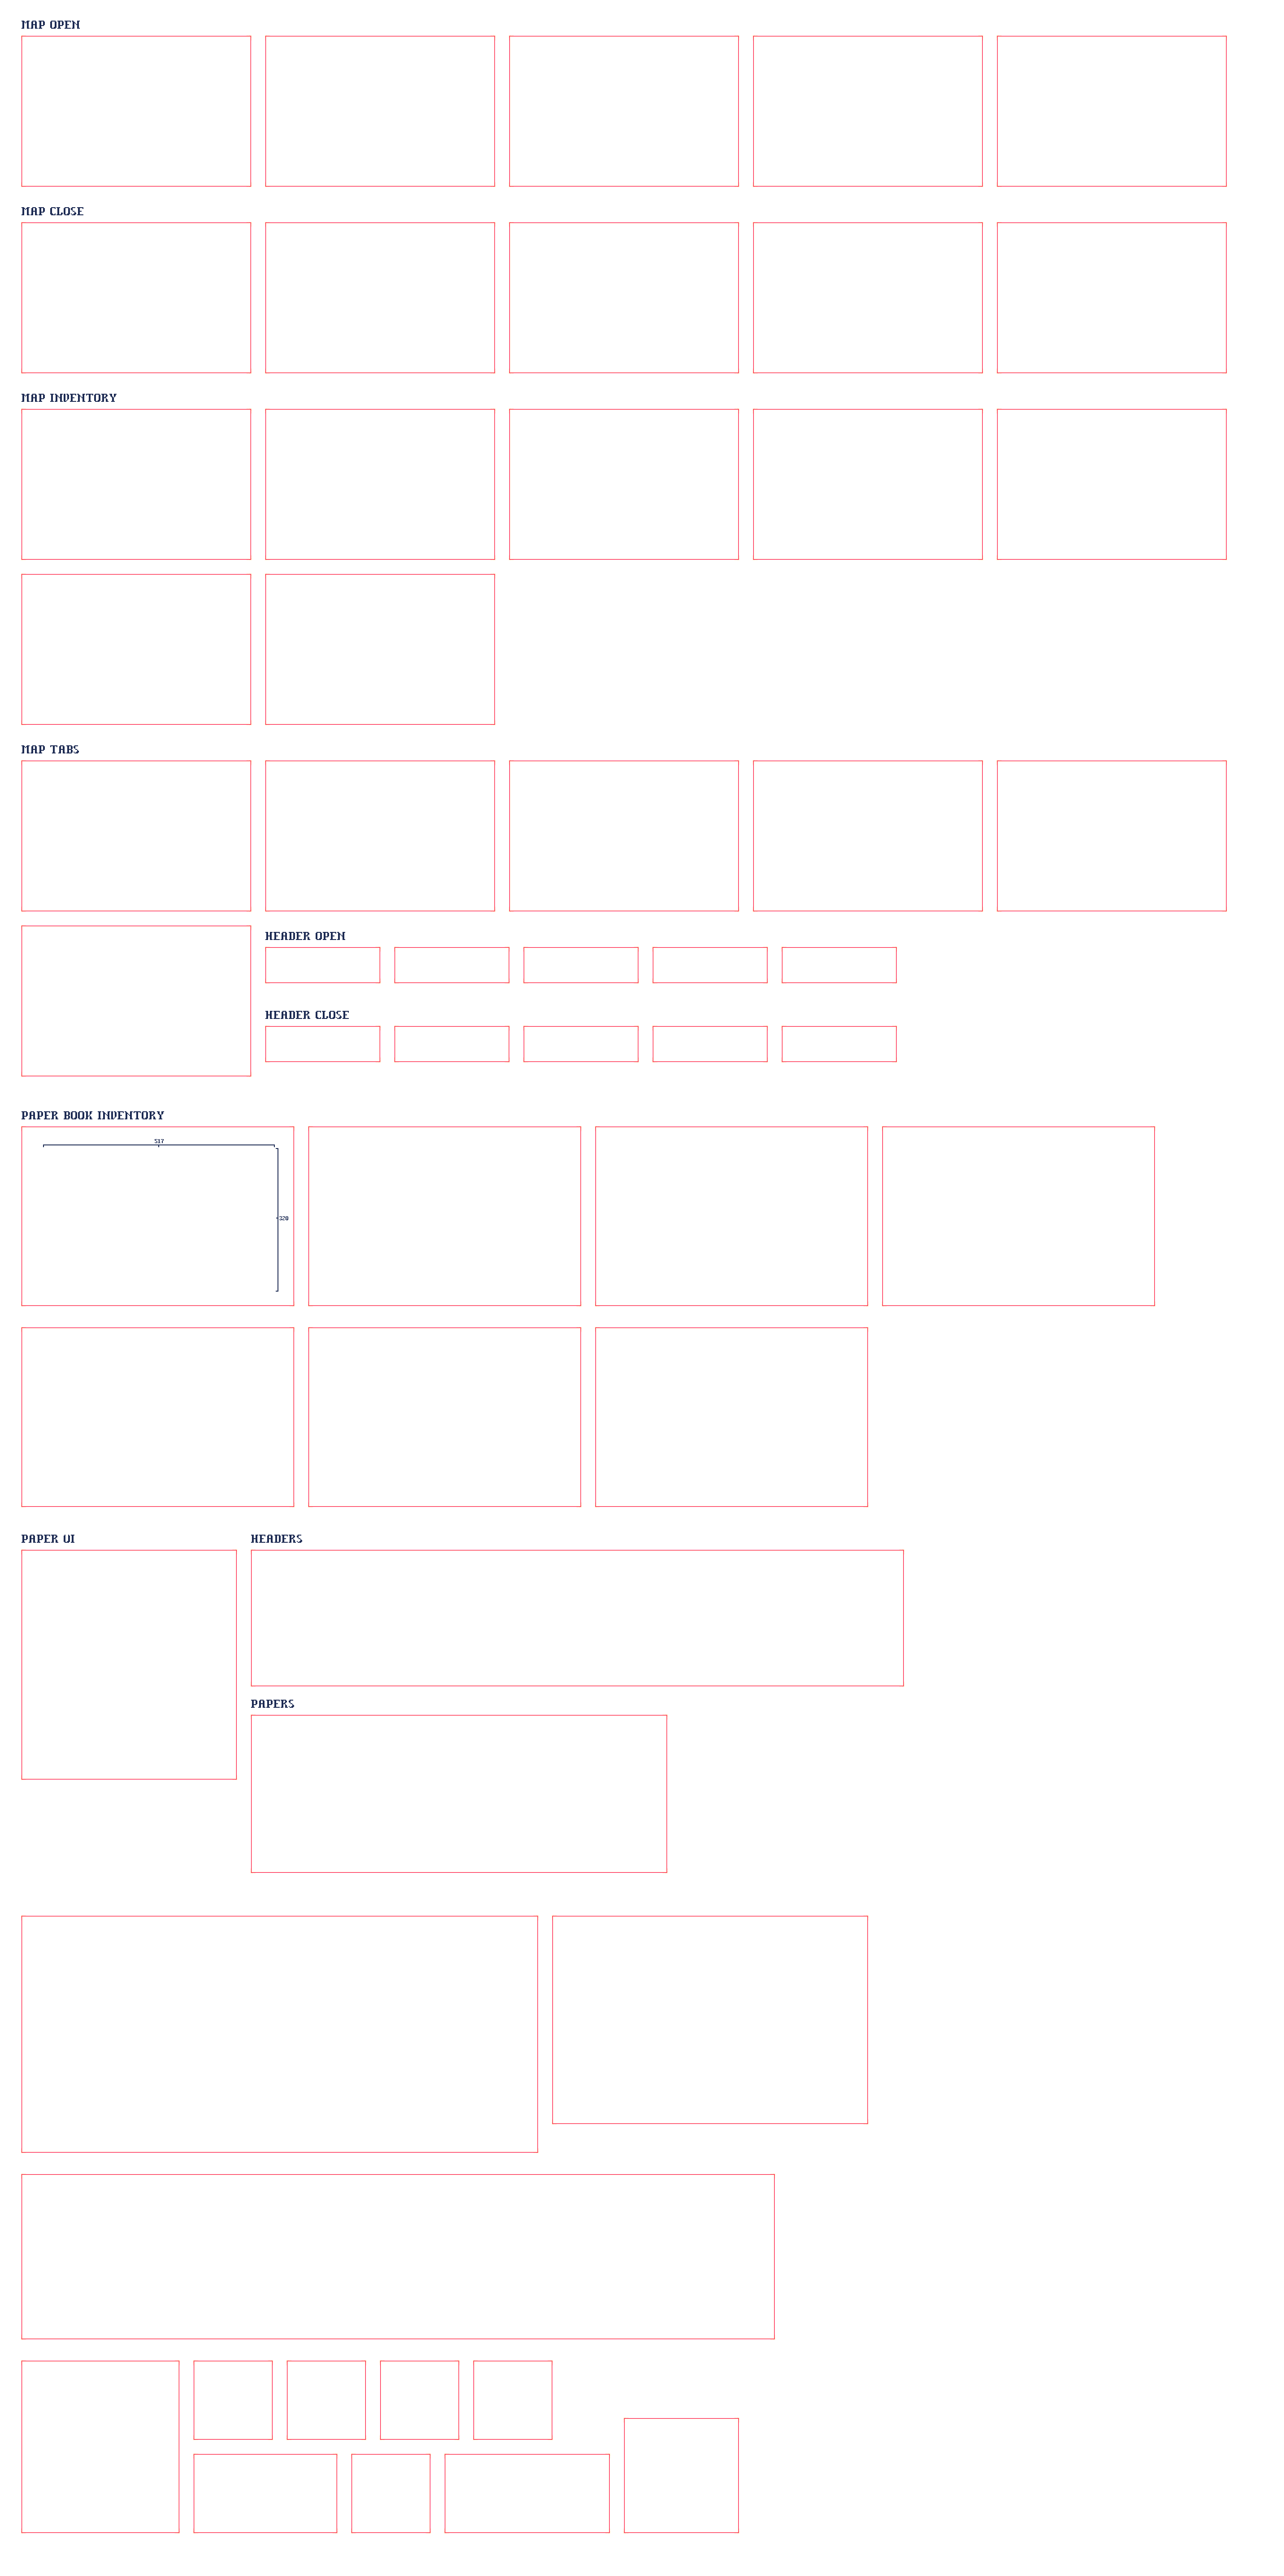 MAP OPEN
MAP CLOSE
MAP INVENTORY
MAP TABS
HEADER OPEN
HEADER CLOSE
PAPER BOOK INVENTORY
537
320
PAPER UI
HEADERS
PAPERS